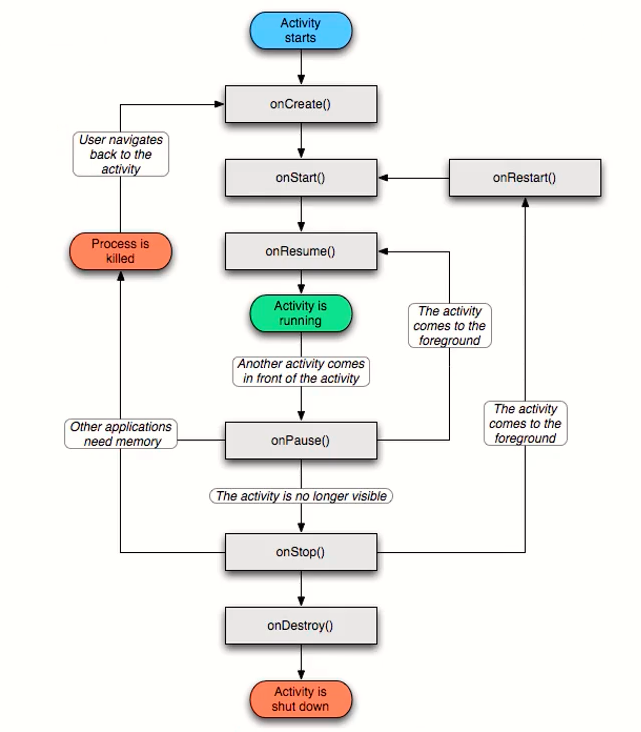 Activity
starts
onCreate()
User navigates
back to the
activity
onStart()
onRestart()
Process is
killed
onResume()
Activity is
running
The activity
comes to the
foreground
Another activity comes
in front of the activity
Other applications
need memory
onPause()
The activity
comes to the
foreground
The activity is no longer visible
onStop()
onDestroy()
Activity is
shut down